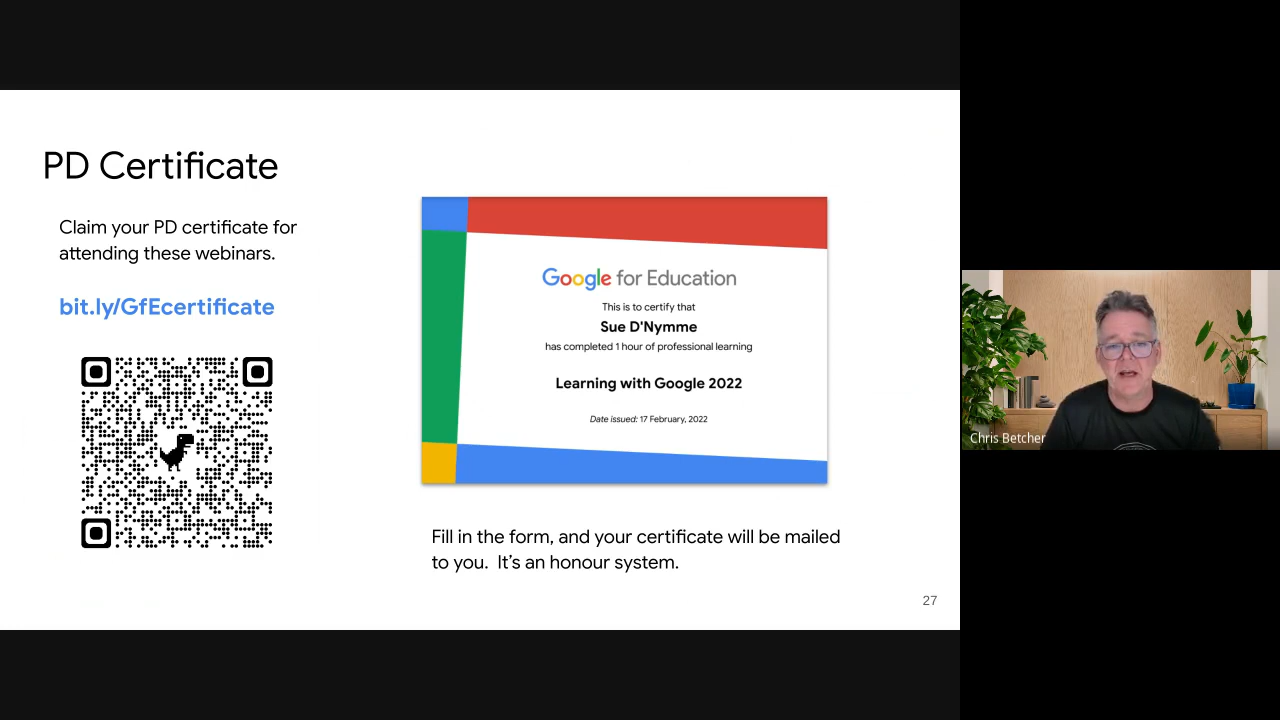 PD Certificate
Claim your PD certificate for
attending these webinars.
bit.ly/GfEcertificate
Google for Education
This is to certify that
Sue D'Nymme
has completed 1 hour of professional learning
Learning with Google 2022
Date issued: 17 February, 2022
Fill in the form, and your certificate will be mailed
to you.  It’s an honour system.
27
Chris Betcher